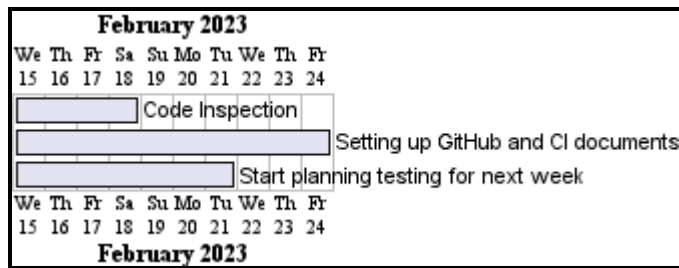 February 2023
We Th Fr Sa Su Mo Tu We Th Fr
15 16 17 18 19 20 21 22 23 24
Code Inspection
Setting up GitHub and CI documents
Start planning testing for next week
We Th Fr Sa Su Mo Tu We Th Fr
15 16 17 18 19 20 21 22 23 24
February 2023